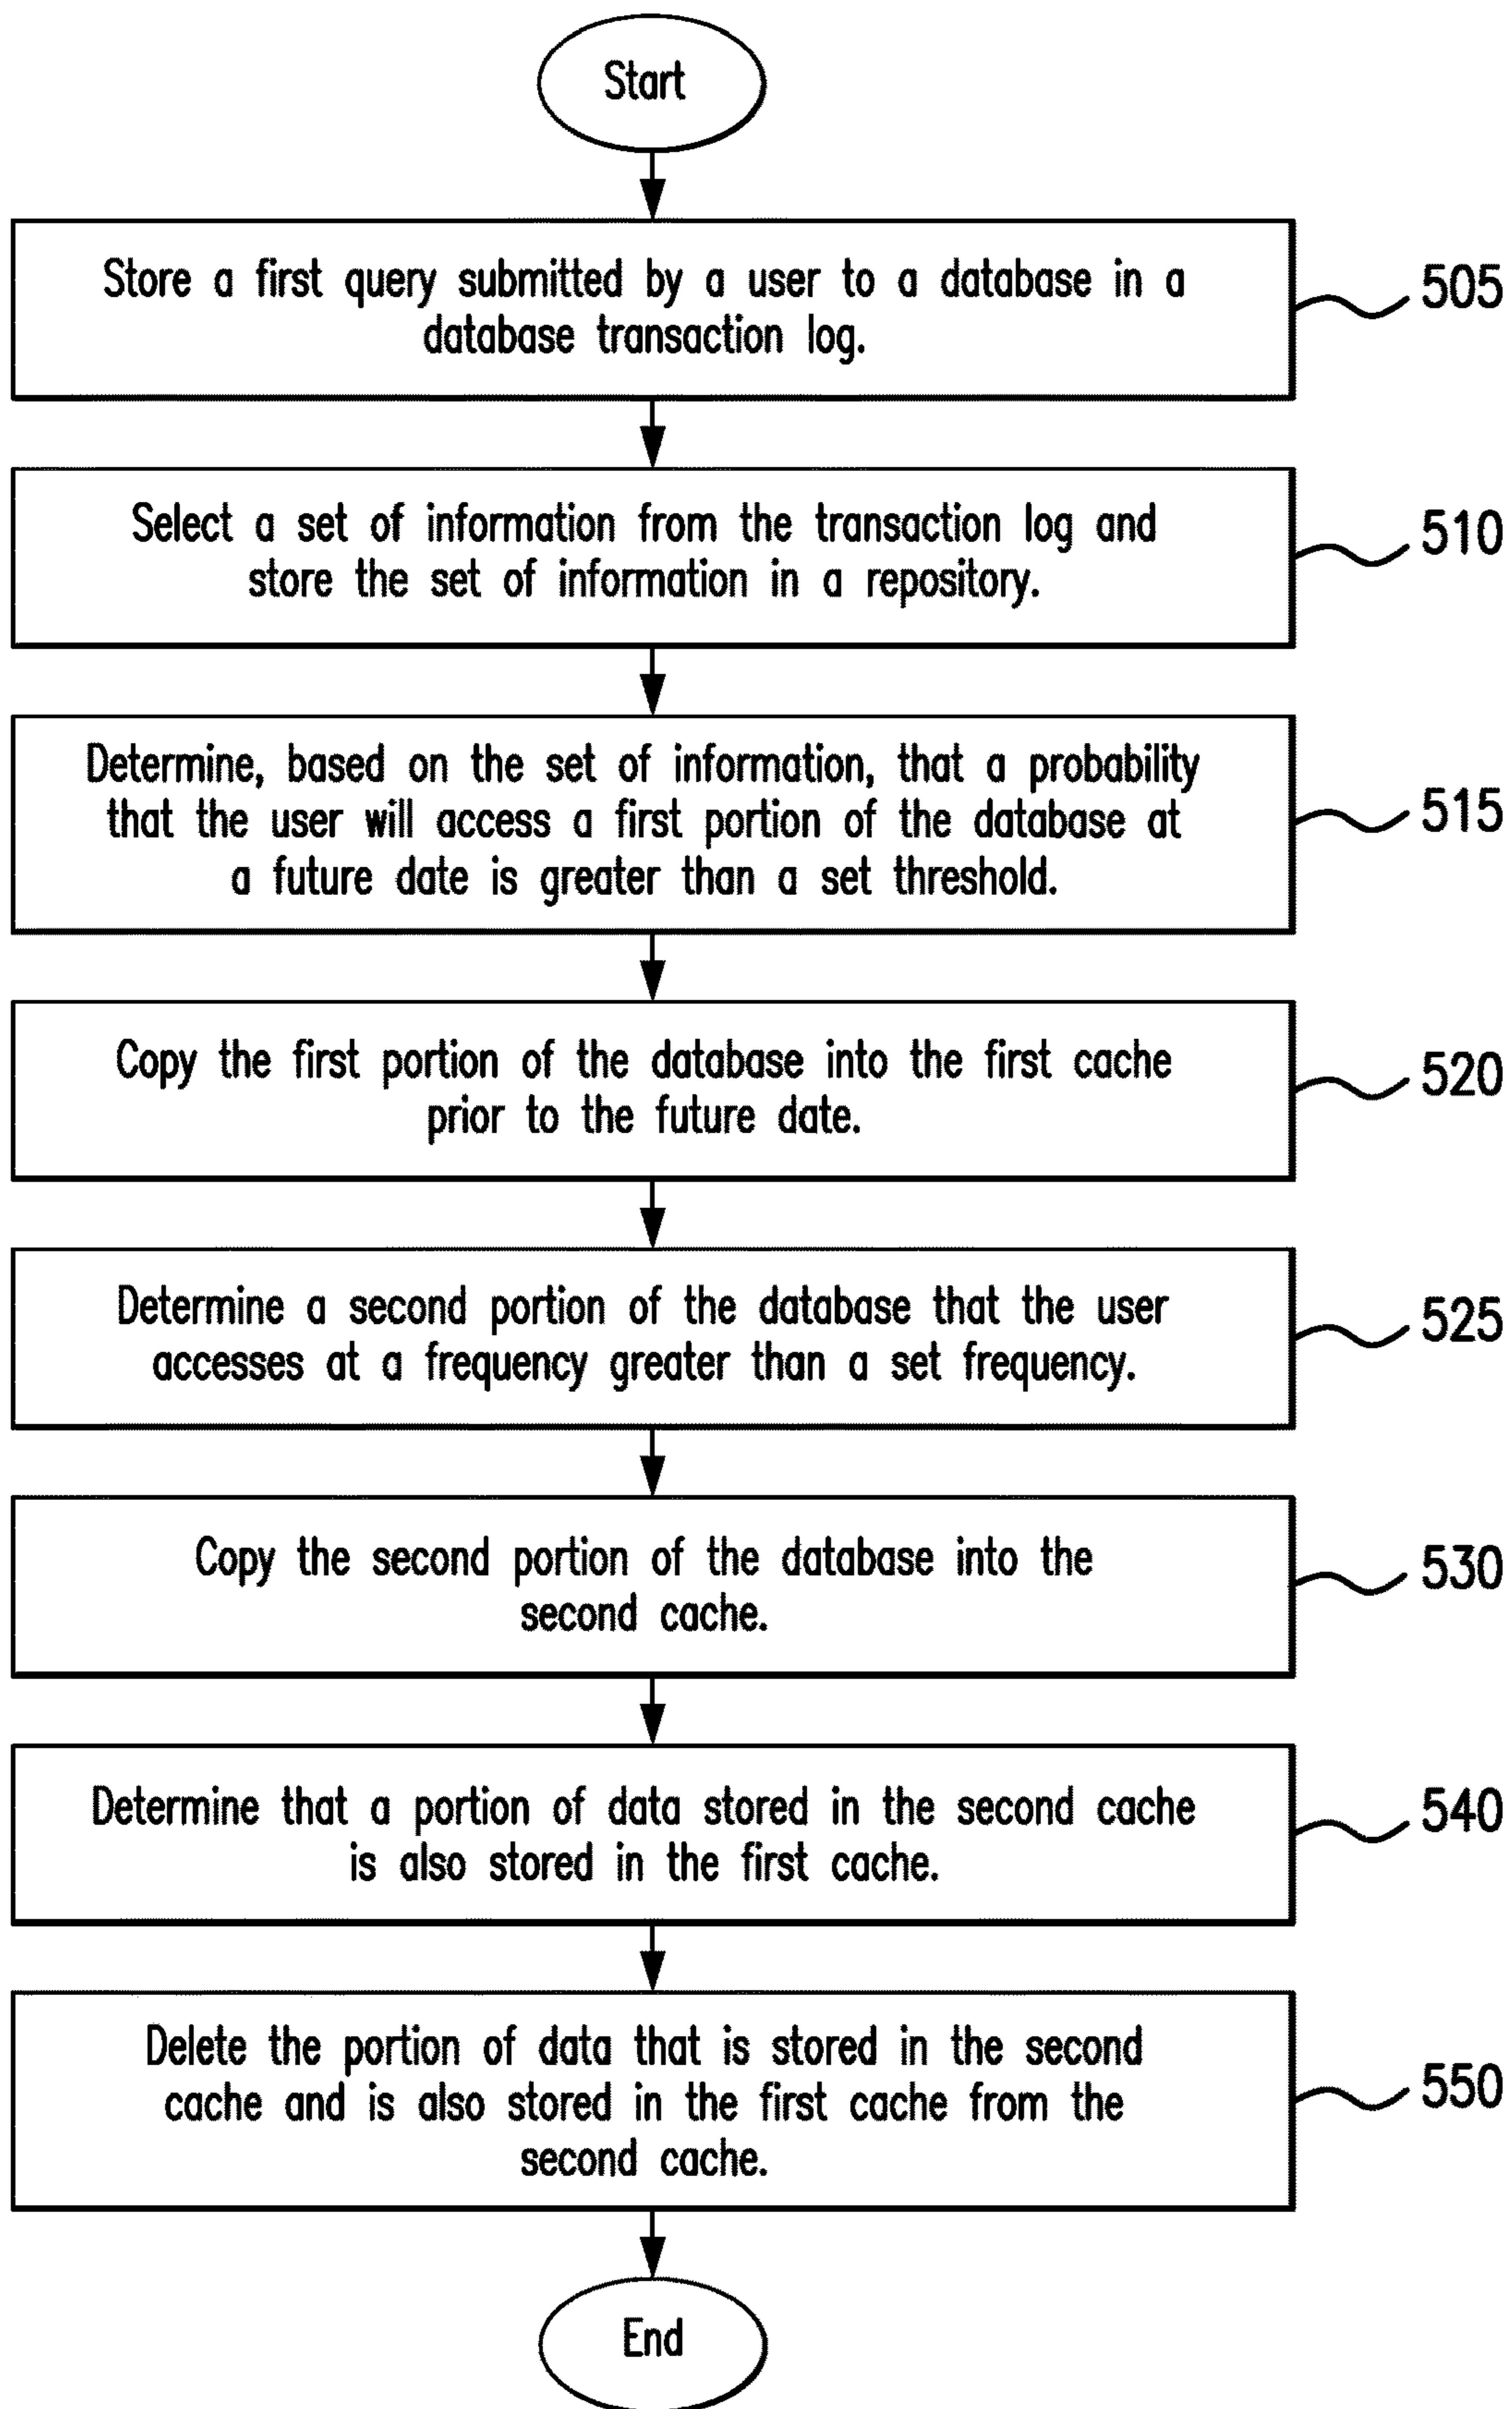 Start
Store a first query submitted by a user to a database in a
database transaction log.
505
Select a set of information from the transaction log and
store the set of information in a repository.
510
Determine, based on the set of information, that a probability
that the user will access a first portion of the database at
a future date is greater than a set threshold.
515
Copy the first portion of the database into the first cache
prior to the future date.
520
Determine a second portion of the database that the user
accesses at a frequency greater than a set frequency.
525
Copy the second portion of the database into the
second cache.
530
Determine that a portion of data stored in the second cache
is also stored in the first cache.
540
Delete the portion of data that is stored in the second
cache and is also stored in the first cache from the
second cache.
550
End